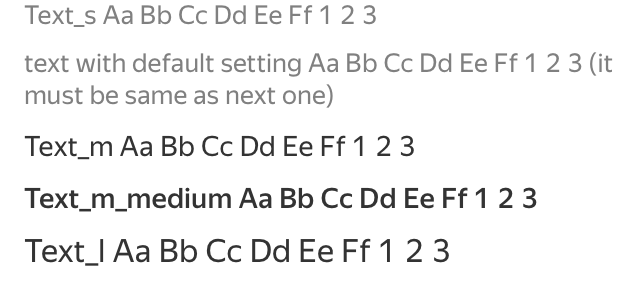 Text_s Aa Bb Cc Dd Ee Ff 1 2 3
text with default setting Aa Bb Cc Dd Ee Ff 1 2 3 (it
must be same as next one)
Text_m Aa Bb Cc Dd Ee Ff 1 2 3
Text_m_medium Aa Bb Cc Dd Ee Ff 1 2 3
Text_l Aa Bb Cc Dd Ee Ff 1 2 3